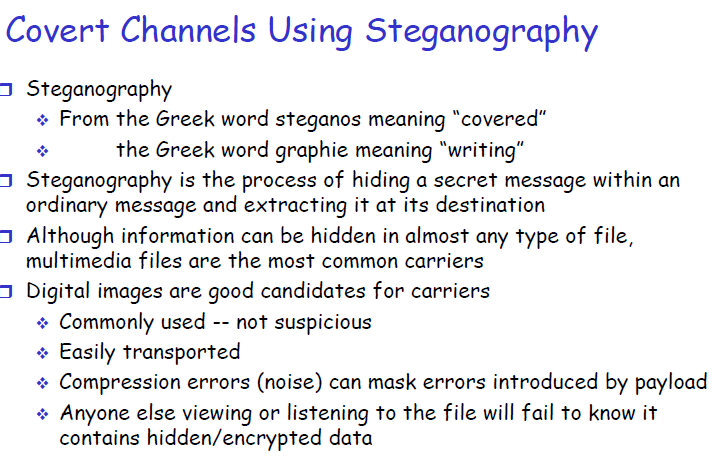 Covert Channels Using Steganography
Steganography
From the Greek word steganos meaning “covered”
the Greek word graphie meaning “writing”
Steganography is the process of hiding a secret message within an
ordinary message and extracting it at its destination
Although information can be hidden in almost any type of file,
multimedia files are the most common carriers
Digital images are good candidates for carriers
Commonly used -- not suspicious
Easily transported
Compression errors (noise) can mask errors introduced by payload
Anyone else viewing or listening to the file will fail to know it
contains hidden/encrypted data